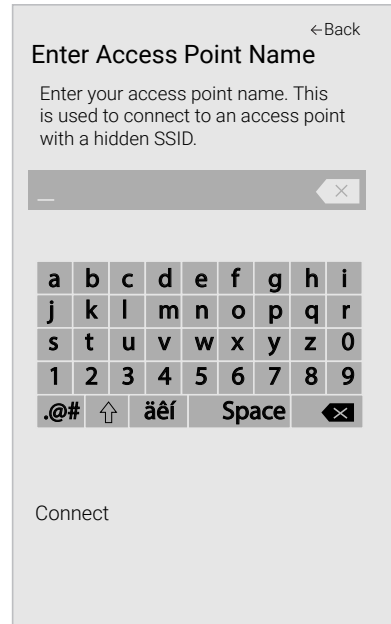 ←Back
Enter Access Point Name
Enter your access point name. This
is used to connect to an access point
with a hidden SSID.
_
a b c d e f g h i
j k l m n o p q r
s t u v w x y z 0
1 2 3 4 5 6 7 8 9
.@# äêí Space
Connect